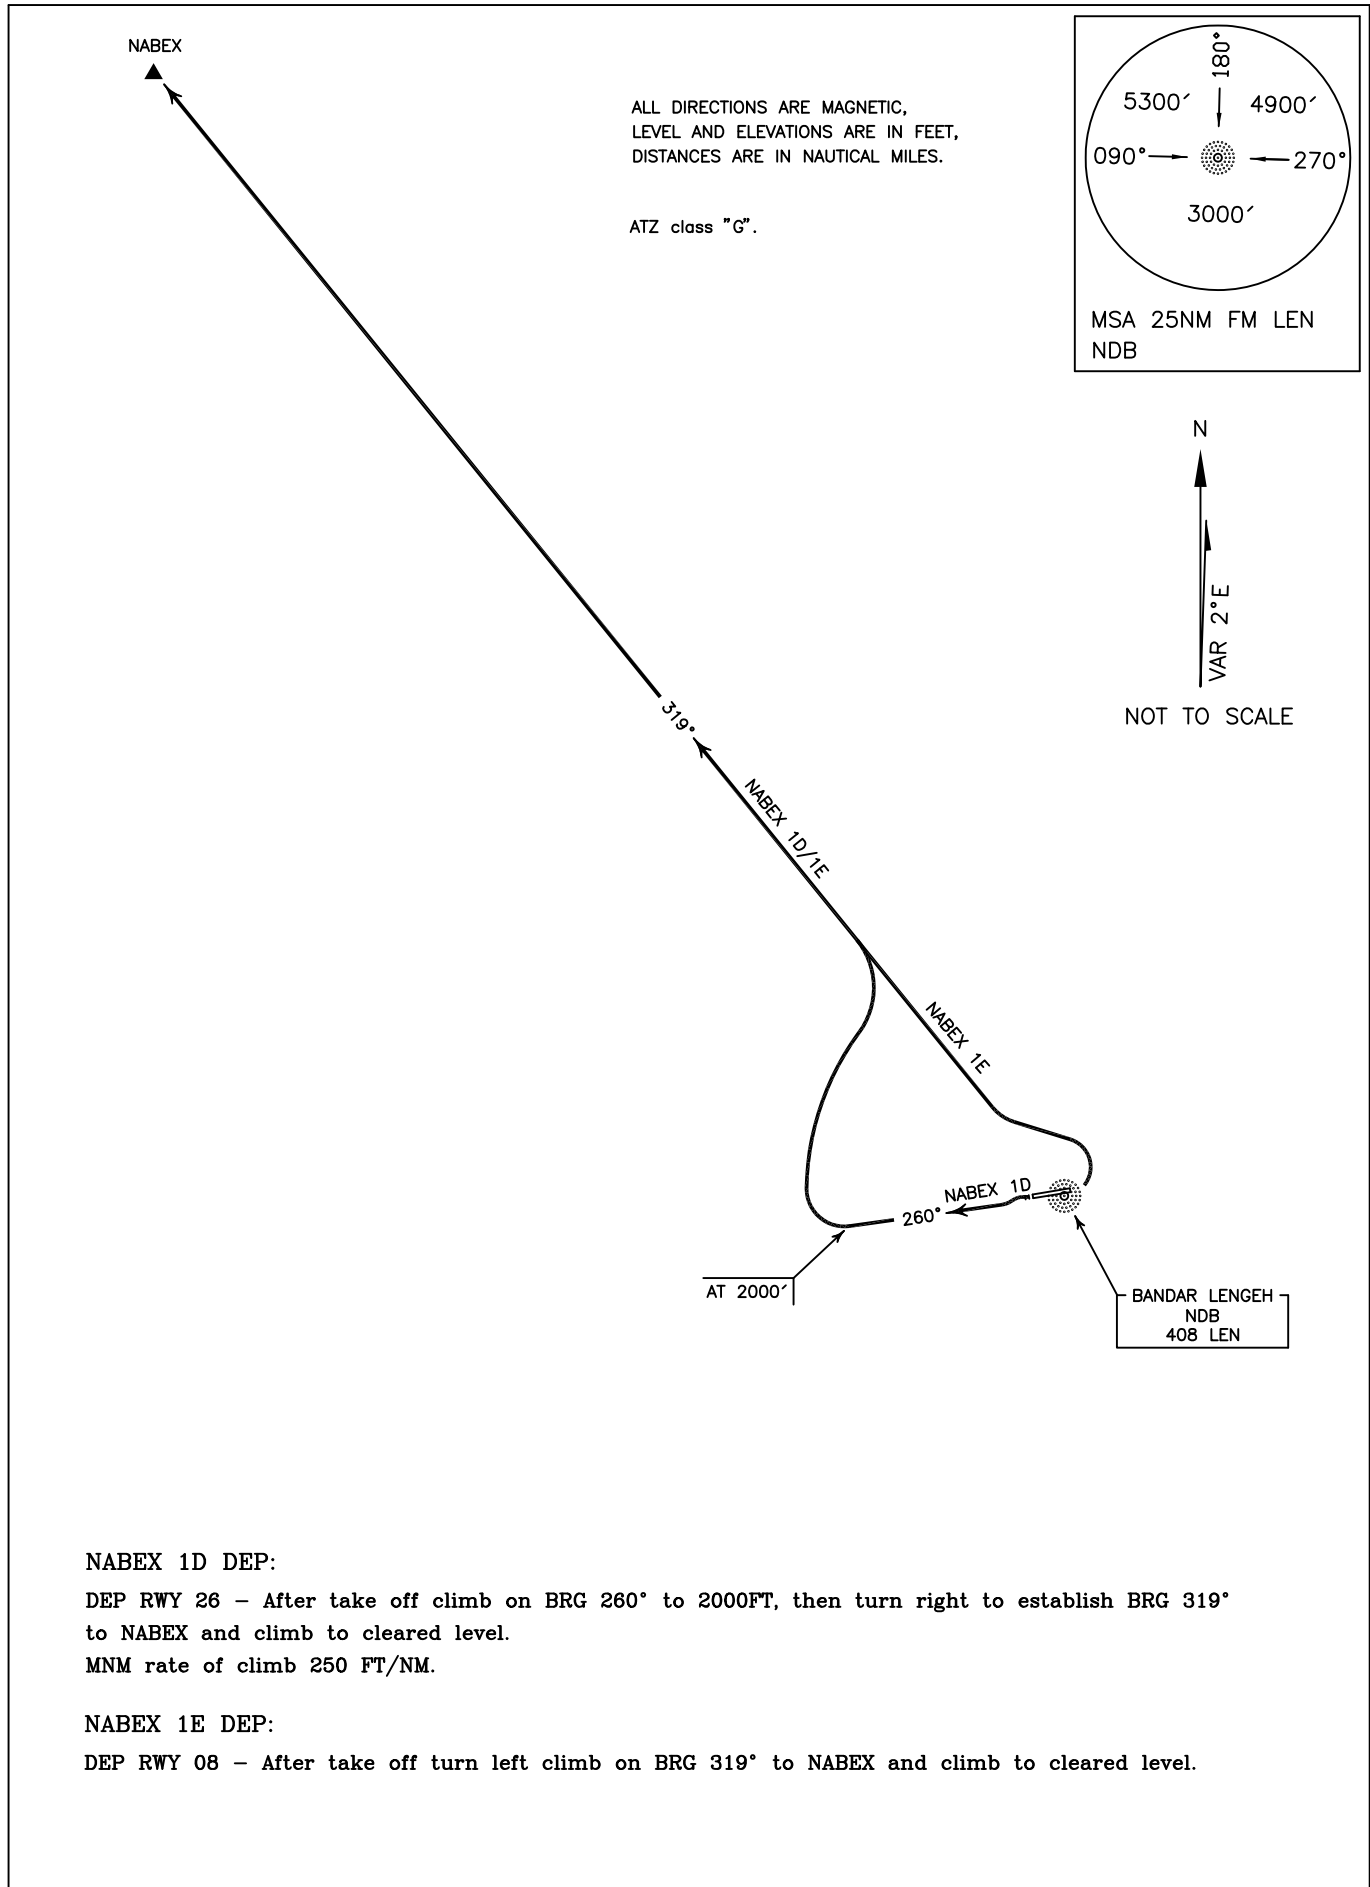 NABEX
ALL DIRECTIONS ARE MAGNETIC,
LEVEL AND ELEVATIONS ARE IN FEET,
DISTANCES ARE IN NAUTICAL MILES.
ATZ class "G".
180°
5300′
4900′
090°
270°
3000′
MSA 25NM FM LEN
NDB
N
VAR 2°E
NOT TO SCALE
319°
NABEX 1D/1E
NABEX 1E
NABEX 1D
260°
AT 2000′
BANDAR LENGEH
NDB
408 LEN
NABEX 1D DEP:
DEP RWY 26 – After take off climb on BRG 260° to 2000FT, then turn right to establish BRG 319°
to NABEX and climb to cleared level.
MNM rate of climb 250 FT/NM.
NABEX 1E DEP:
DEP RWY 08 – After take off turn left climb on BRG 319° to NABEX and climb to cleared level.